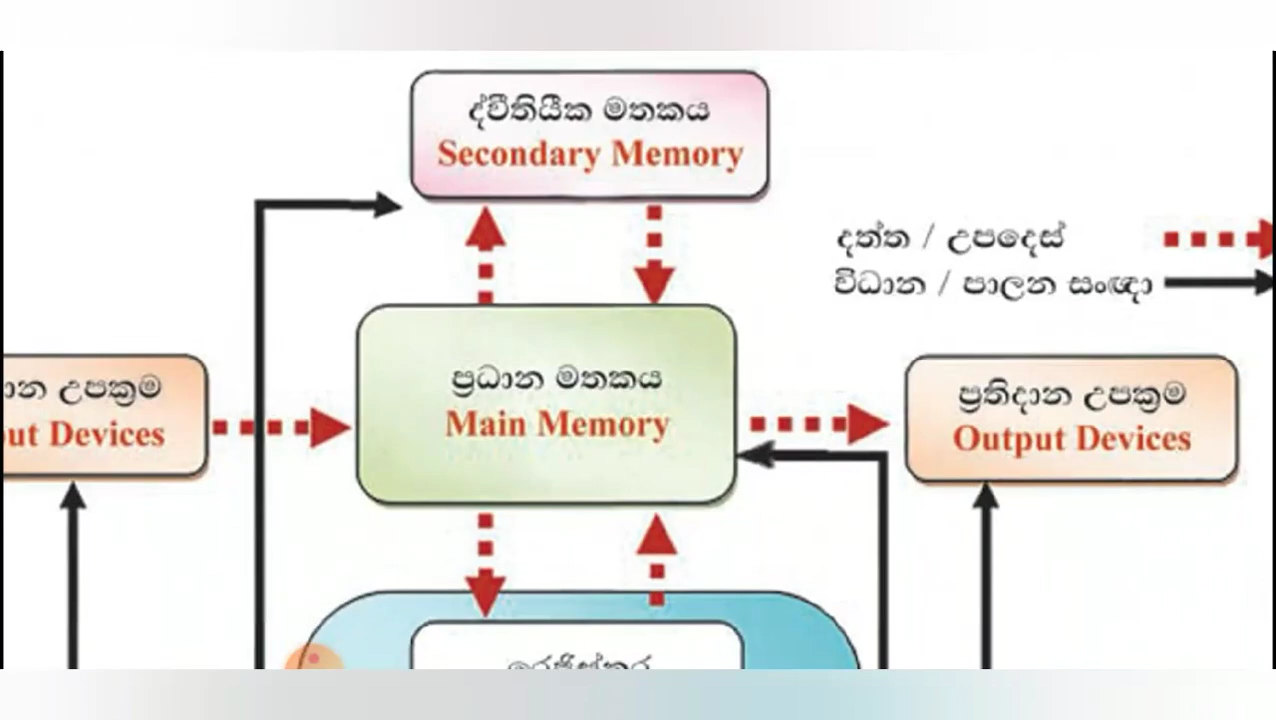 ද්වීතියීක මතකය
Secondary Memory
දත්ත / උපදෙස්
විධාන / පාලන සංඥා
ප්‍රධාන මතකය
Main Memory
උපක්‍රම
Devices
ප්‍රතිදාන උපක්‍රම
Output Devices